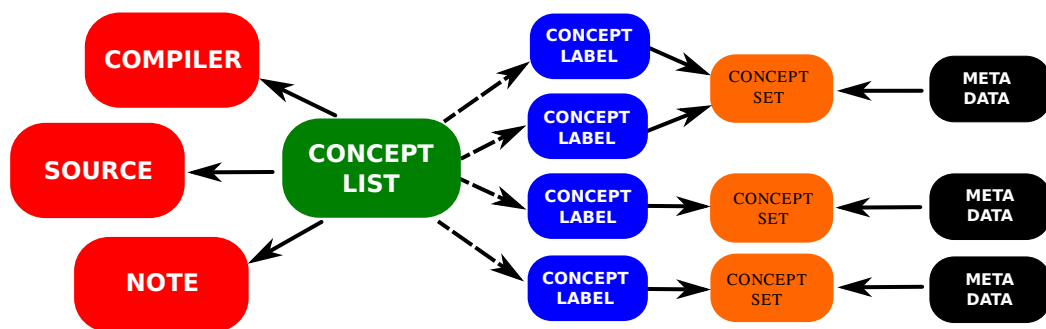 COMPILER
SOURCE
NOTE
CONCEPT
LIST
CONCEPT
LABEL
CONCEPT
LABEL
CONCEPT
LABEL
CONCEPT
LABEL
CONCEPT
SET
CONCEPT
SET
CONCEPT
SET
META
DATA
META
DATA
META
DATA